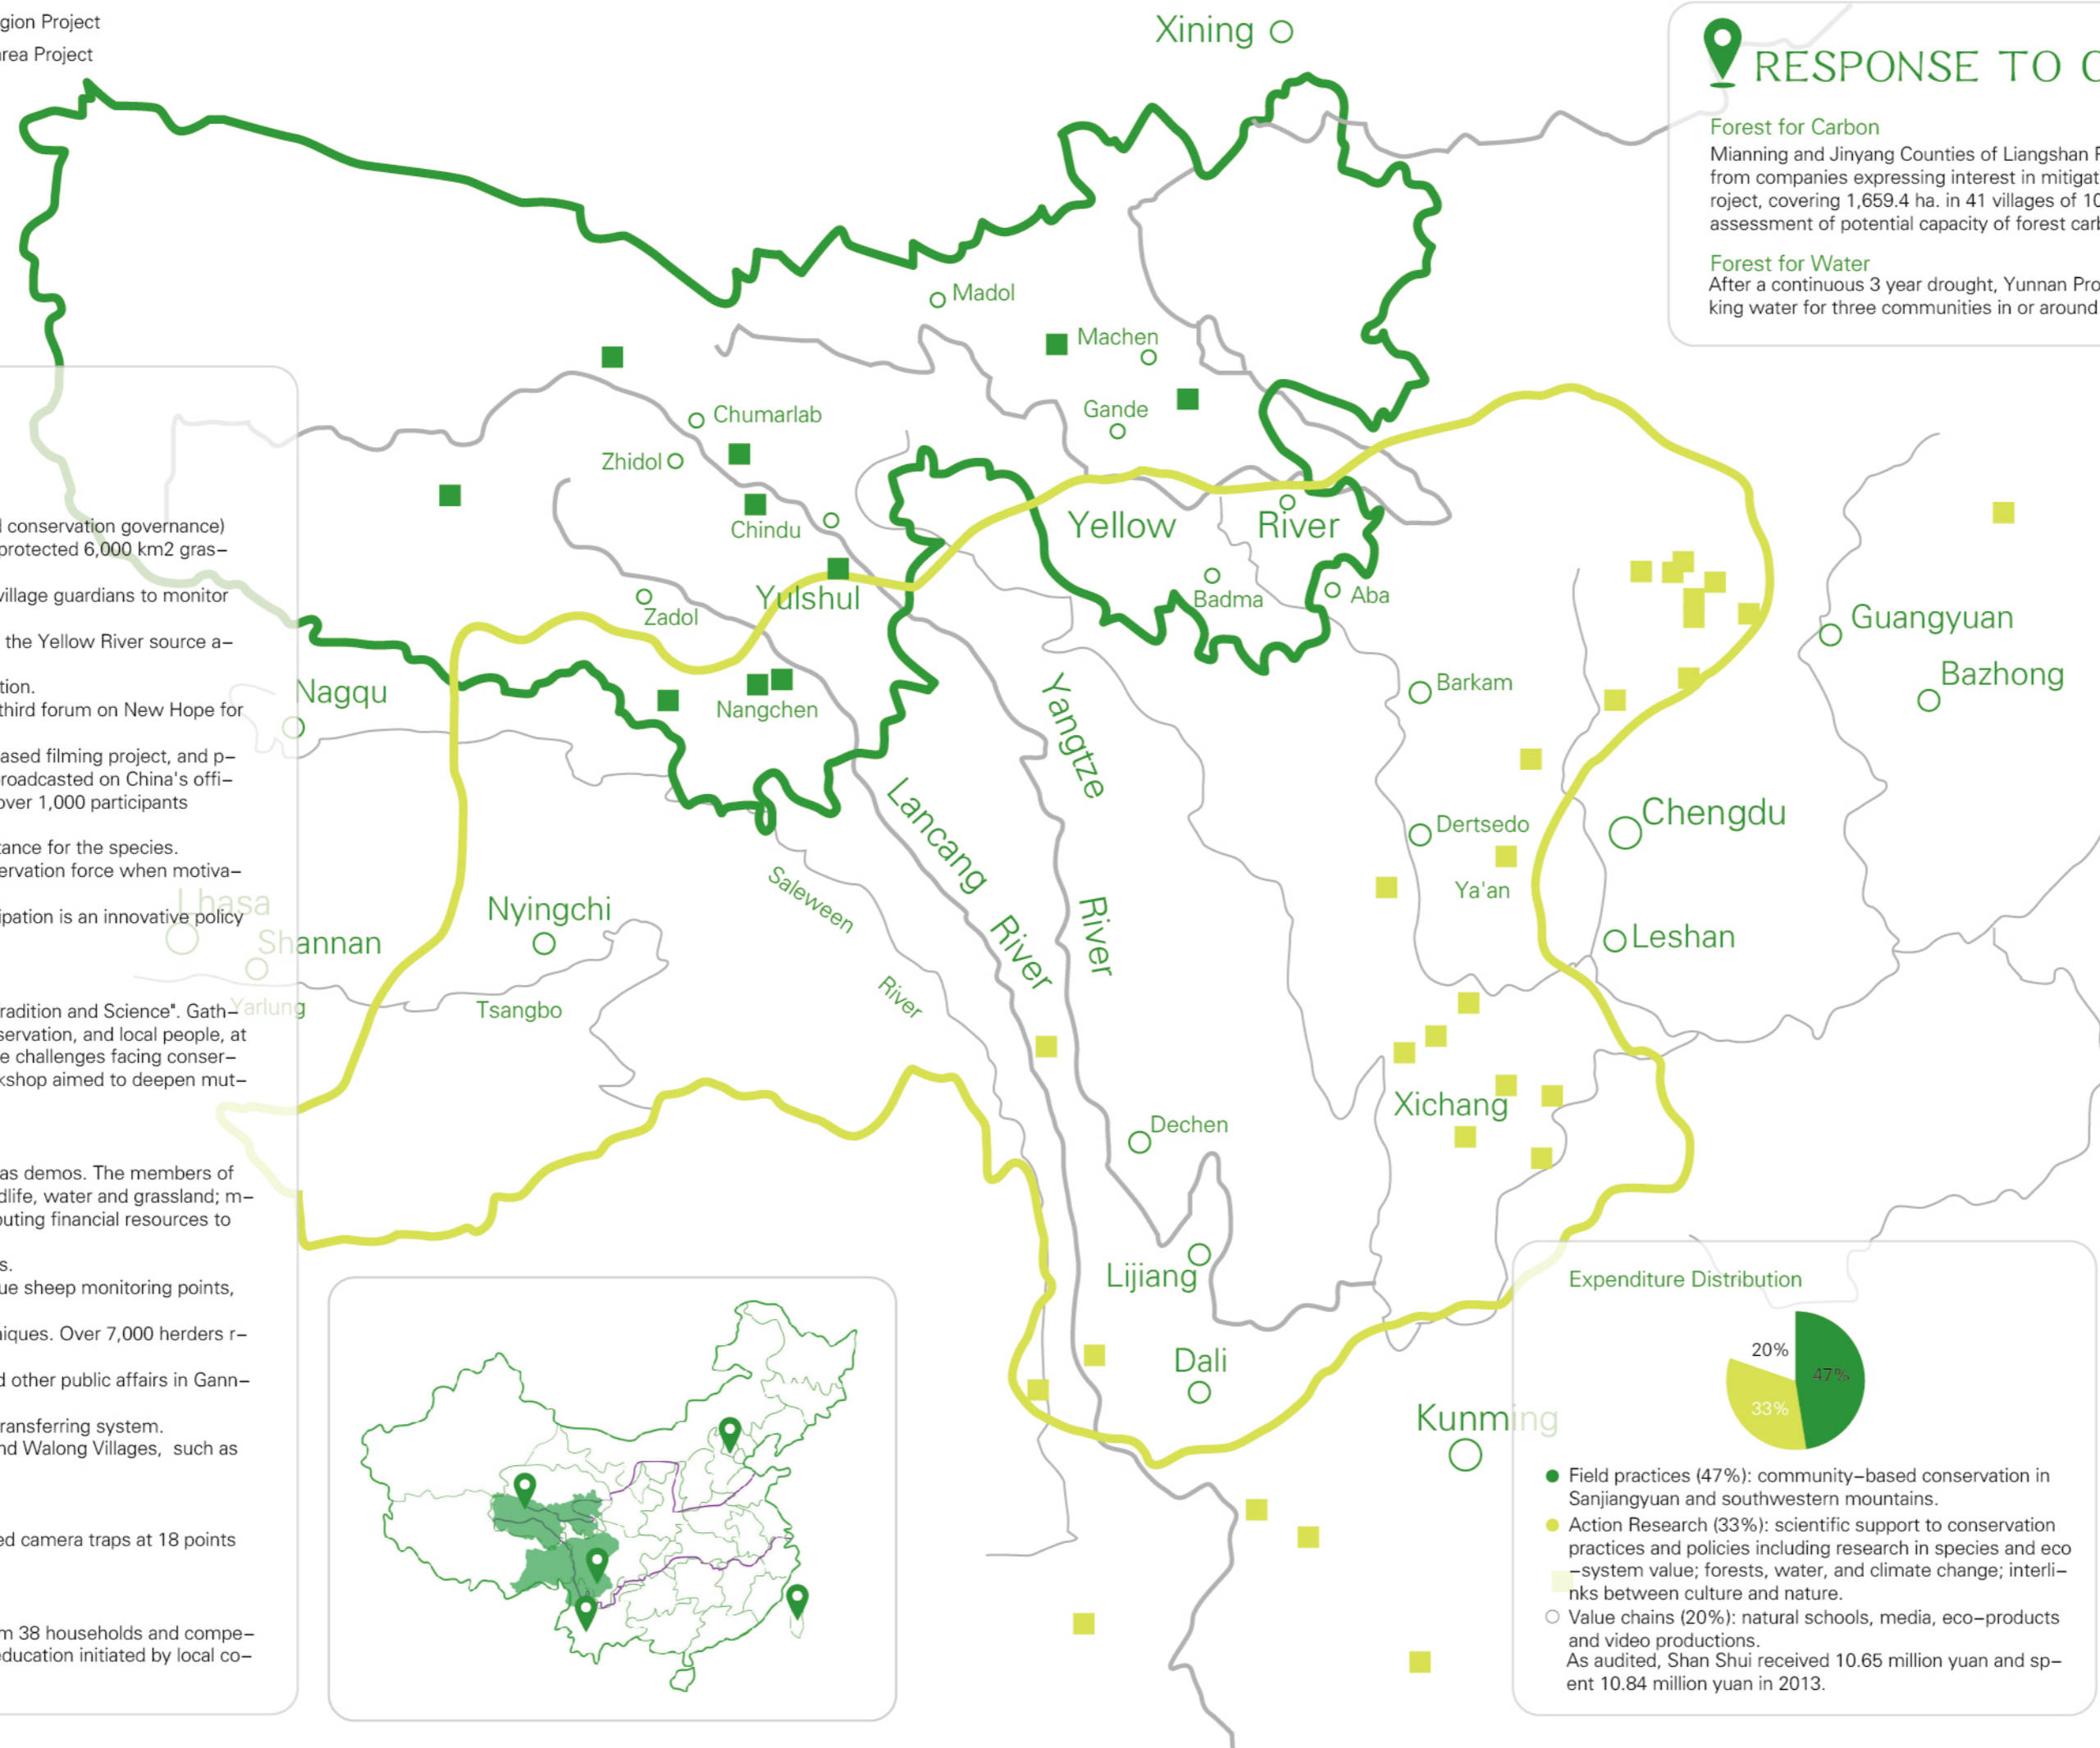 gion Project
area Project
Xining
RESPONSE TO C
Forest for Carbon
Mianning and Jinyang Counties of Liangshan P
from companies expressing interest in mitigat
roject, covering 1,659.4 ha. in 41 villages of 10
assessment of potential capacity of forest carb
Forest for Water
After a continuous 3 year drought, Yunnan Pro
king water for three communities in or around
Madol
Machen
Gande
Chumarlab
Zhidol
Chindu
Yulshul
Zadol
Nangchen
Yellow River
Badma
Aba
Guangyuan
Bazhong
Barkam
Chengdu
Dertsedo
Ya'an
Leshan
Xichang
Yangtze River
Lancang River
Saleween River
Nagqu
Lhasa
Shannan
Nyingchi
Yarlung Tsangbo
Dechen
Lijiang
Dali
Kunming
l conservation governance)
protected 6,000 km2 gras–
village guardians to monitor
the Yellow River source a–
tion.
third forum on New Hope for
ased filming project, and p–
roadcasted on China's offi–
over 1,000 participants
tance for the species.
ervation force when motiva–
ipation is an innovative policy
radition and Science". Gath–
servation, and local people, at
e challenges facing conser–
kshop aimed to deepen mut–
as demos. The members of
dlife, water and grassland; m–
buting financial resources to
s.
ue sheep monitoring points,
niques. Over 7,000 herders r–
d other public affairs in Gann–
ransferring system.
nd Walong Villages, such as
ed camera traps at 18 points
m 38 households and compe–
education initiated by local co–
Expenditure Distribution
20%
47%
33%
Field practices (47%): community–based conservation in
Sanjiangyuan and southwestern mountains.
Action Research (33%): scientific support to conservation
practices and policies including research in species and eco
–system value; forests, water, and climate change; interli–
nks between culture and nature.
Value chains (20%): natural schools, media, eco–products
and video productions.
As audited, Shan Shui received 10.65 million yuan and sp–
ent 10.84 million yuan in 2013.